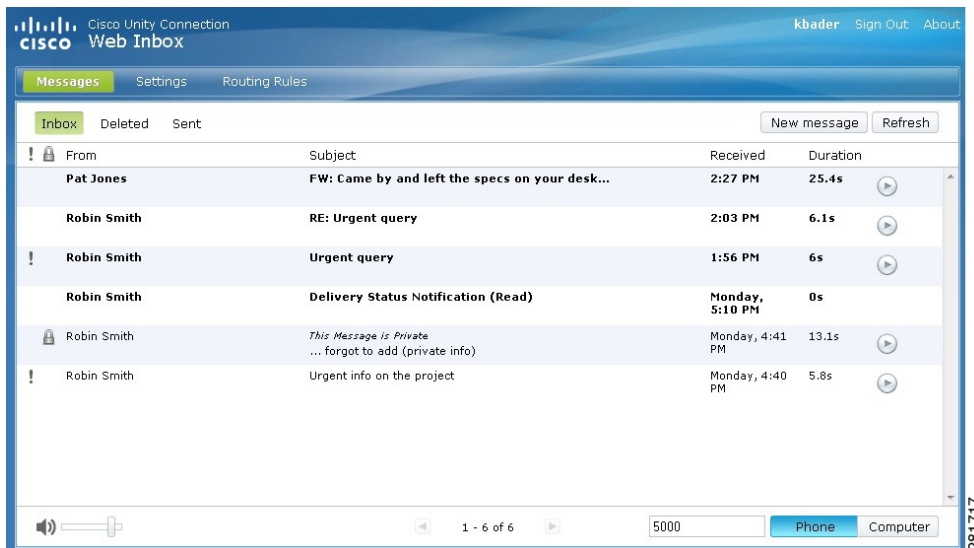 Cisco Unity Connection
cisco Web Inbox
kbader Sign Out About
Messages Settings Routing Rules
Inbox Deleted Sent New message Refresh
! From Subject Received Duration
Pat Jones FW: Came by and left the specs on your desk... 2:27 PM 25.4s
Robin Smith RE: Urgent query 2:03 PM 6.1s
! Robin Smith Urgent query 1:56 PM 6s
Robin Smith Delivery Status Notification (Read) Monday, 0s
5:10 PM
Robin Smith This Message is Private Monday, 4:41 13.1s
... forgot to add (private info) PM
! Robin Smith Urgent info on the project Monday, 4:40 5.8s
PM
1 - 6 of 6 5000 Phone Computer